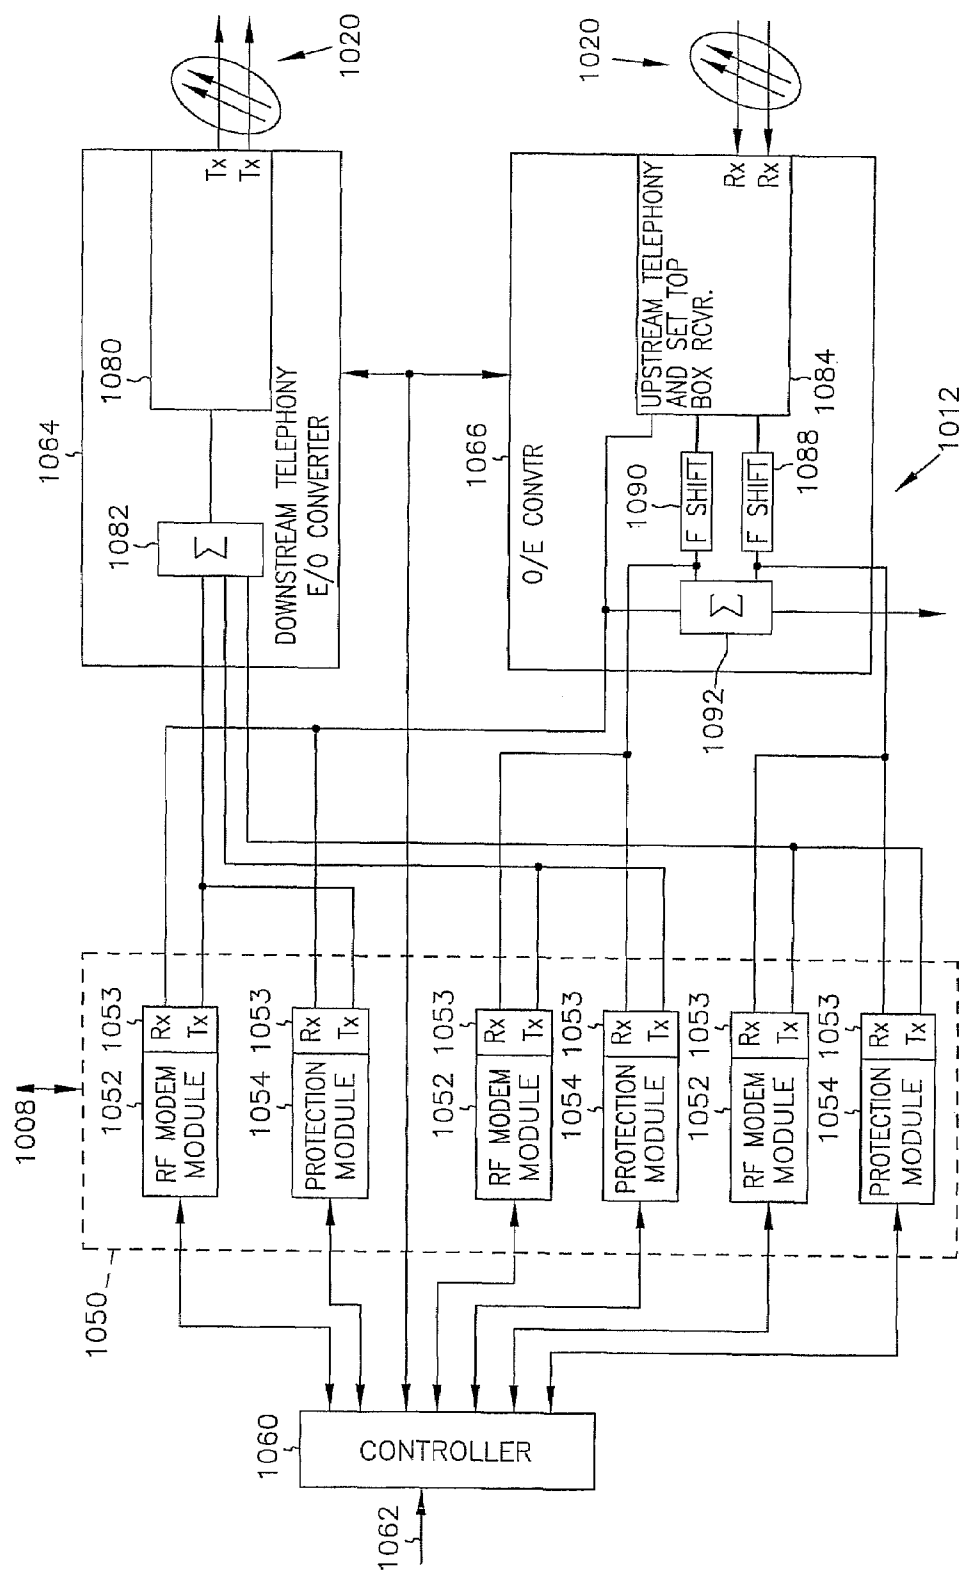 1020
1020
Tx
Tx
1080
1064
1082
DOWNSTREAM TELEPHONY
E/O CONVERTER
Rx
Rx
UPSTREAM TELEPHONY
AND SET TOP
BOX RCVR.
1084
1066
O/E CONVTR
1090
F SHIFT
1088
F SHIFT
1012
Σ
Σ
1092
1008
1052
1053
RF MODEM
MODULE
Rx
Tx
1054
1053
PROTECTION
MODULE
Rx
Tx
1052
1053
RF MODEM
MODULE
Rx
Tx
1054
1053
PROTECTION
MODULE
Rx
Tx
1052
1053
RF MODEM
MODULE
Rx
Tx
1054
1053
PROTECTION
MODULE
Rx
Tx
1050
1060
CONTROLLER
1062